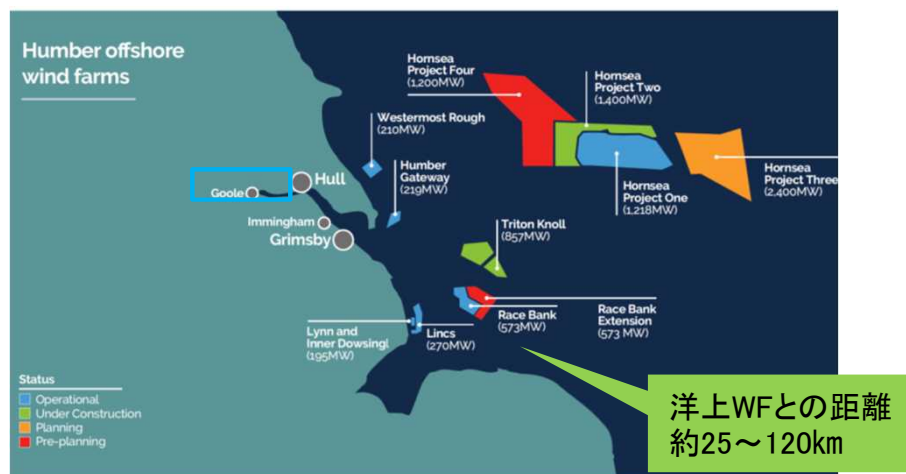 Humber offshore
wind farms
Hornsea
Project Four
(1,200MW)
Hornsea
Project Two
(1,400MW)
Westermost Rough
(210MW)
Humber
Gateway
(219MW)
Hull
Goole
Immingham
Grimsby
Hornsea
Project One
(1,218MW)
Hornsea
Project Three
(2,400MW)
Triton Knoll
(857MW)
Lynn and
Inner Dowsing
(195MW)
Lincs
(270MW)
Race Bank
(573MW)
Race Bank
Extension
(573 MW)
Status
Operational
Under Construction
Planning
Pre-planning
洋上WFとの距離
約25～120km